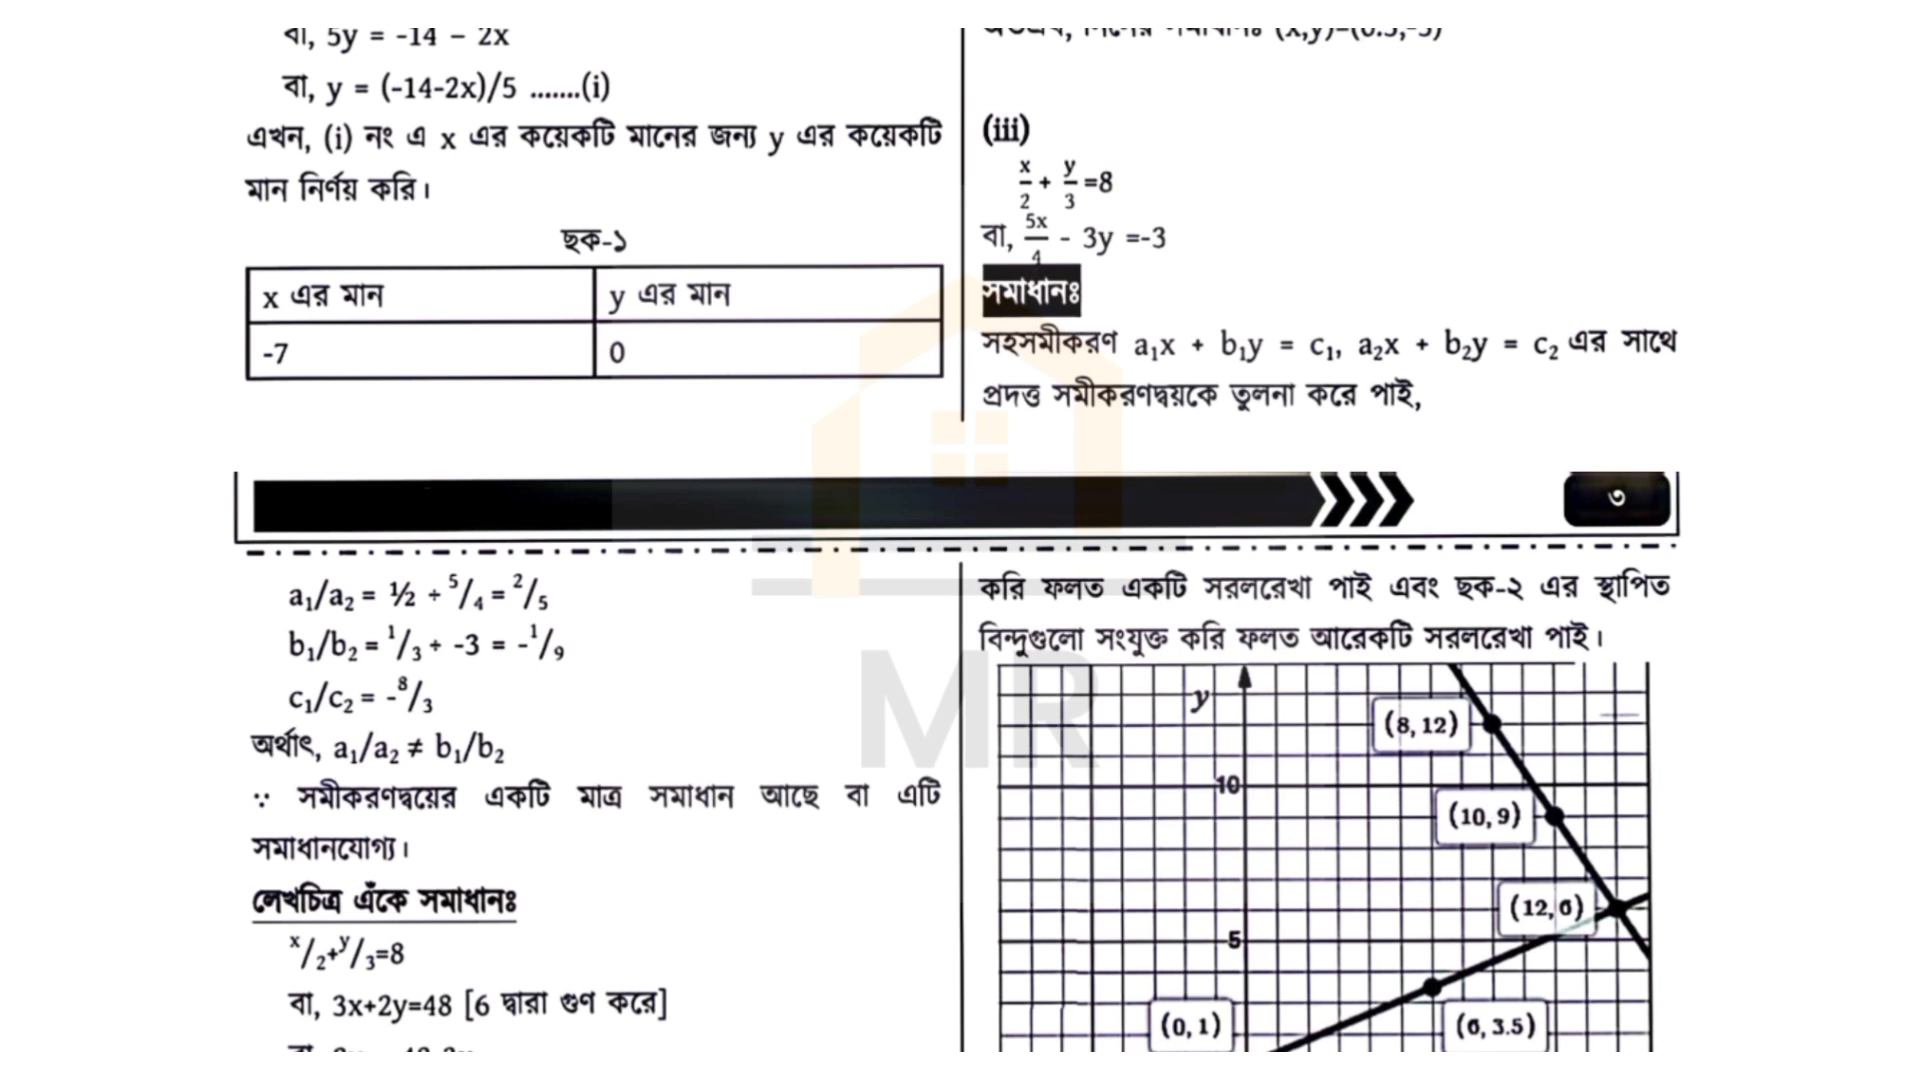 বা, 5y = -14 – 2x
বা, y = (-14-2x)/5 .......(i)
এখন, (i) নং এ x এর কয়েকটি মানের জন্য y এর কয়েকটি
মান নির্ণয় করি।
ছক-১
x এর মান y এর মান
-7 0
(x,y)=(0.5,-3)
(iii)
x/2 + y/3 =8
বা, 5x/4 - 3y =-3
সমাধানঃ
সহসমীকরণ a₁x + b₁y = c₁, a₂x + b₂y = c₂ এর সাথে
প্রদত্ত সমীকরণদ্বয়কে তুলনা করে পাই,
৩
a₁/a₂ = ½ ÷ ⁵/₄ = ²/₅
b₁/b₂ = ¹/₃ ÷ -3 = -¹/₉
c₁/c₂ = -⁸/₃
অর্থাৎ, a₁/a₂ ≠ b₁/b₂
∵ সমীকরণদ্বয়ের একটি মাত্র সমাধান আছে বা এটি
সমাধানযোগ্য।
লেখচিত্র এঁকে সমাধানঃ
x/2+y/3=8
বা, 3x+2y=48 [6 দ্বারা গুণ করে]
করি ফলত একটি সরলরেখা পাই এবং ছক-২ এর স্থাপিত
বিন্দুগুলো সংযুক্ত করি ফলত আরেকটি সরলরেখা পাই।
y
(8, 12)
10
(10, 9)
(12, 6)
5
(0, 1)
(6, 3.5)
MR